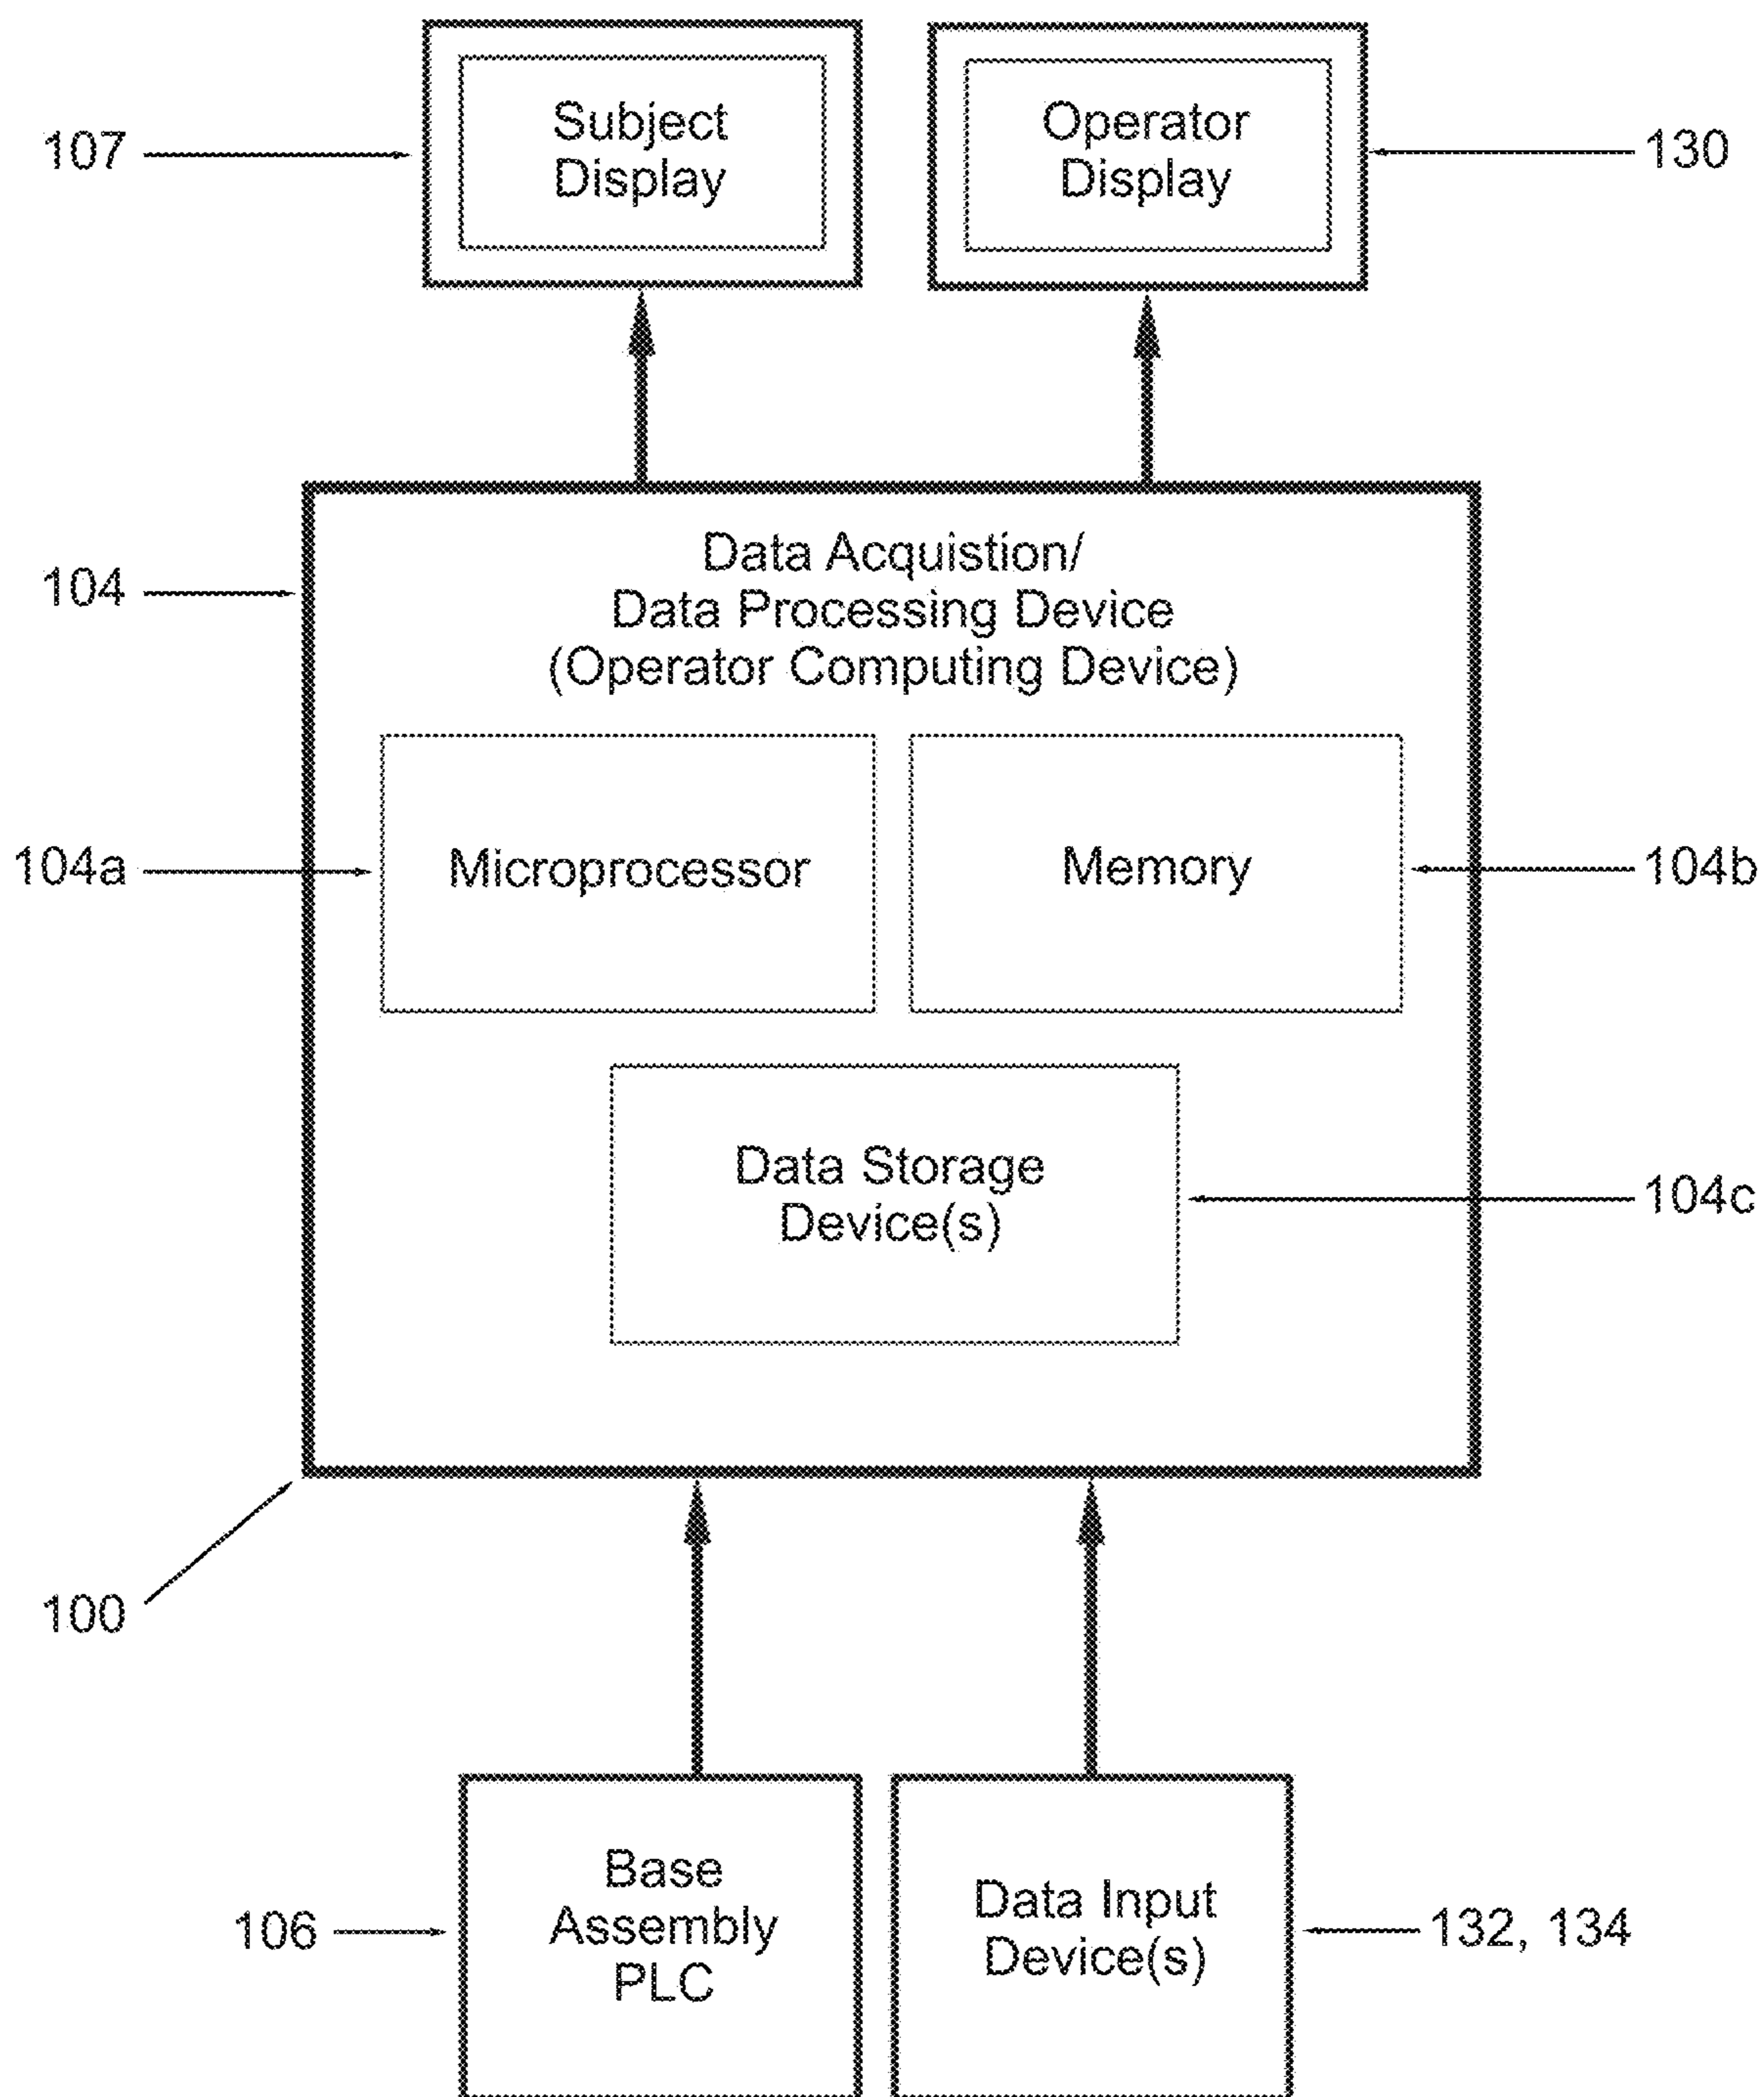 Subject
Display
Operator
Display
107
130
Data Acquistion/
Data Processing Device
(Operator Computing Device)
104
Microprocessor
Memory
104a
104b
Data Storage
Device(s)
104c
100
Base
Assembly
PLC
Data Input
Device(s)
106
132, 134